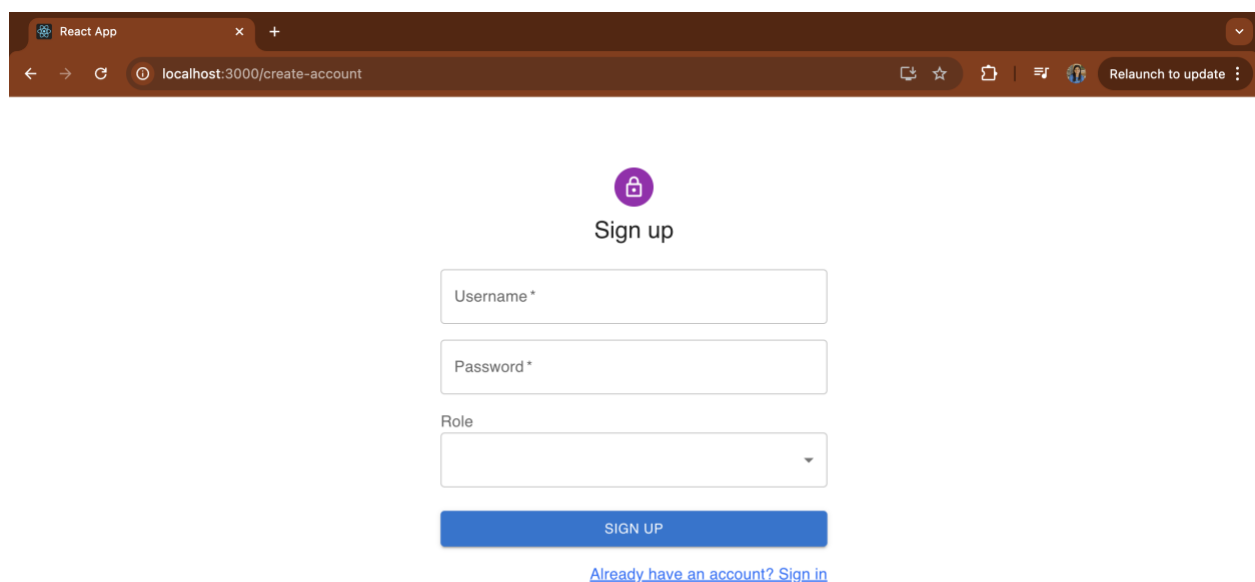 React App
localhost:3000/create-account
Relaunch to update
Sign up
Username *
Password *
Role
SIGN UP
Already have an account? Sign in